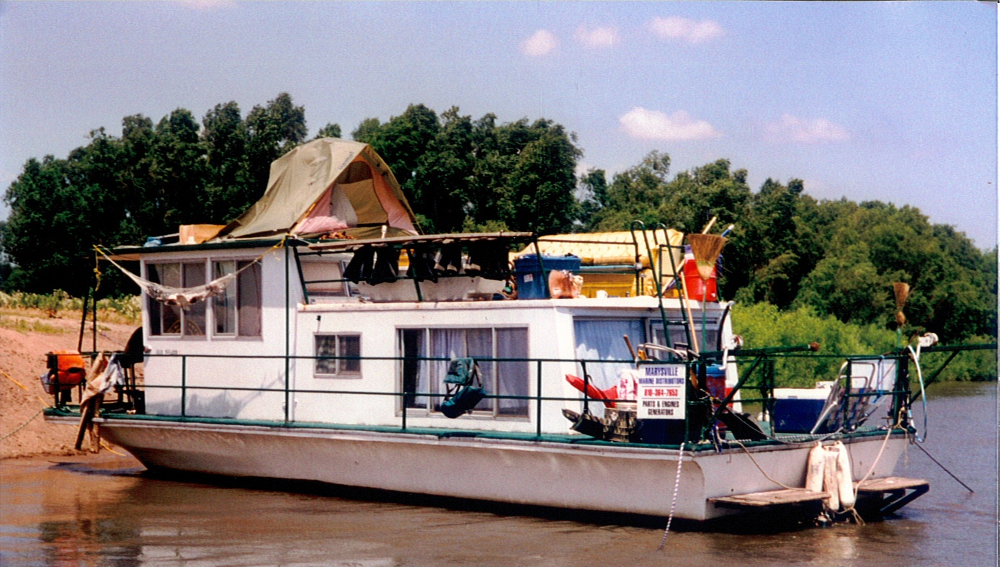 MARYSVILLE
MARINE DISTRIBUTORS
810-364-7653
PARTS & ENGINES
GENERATORS